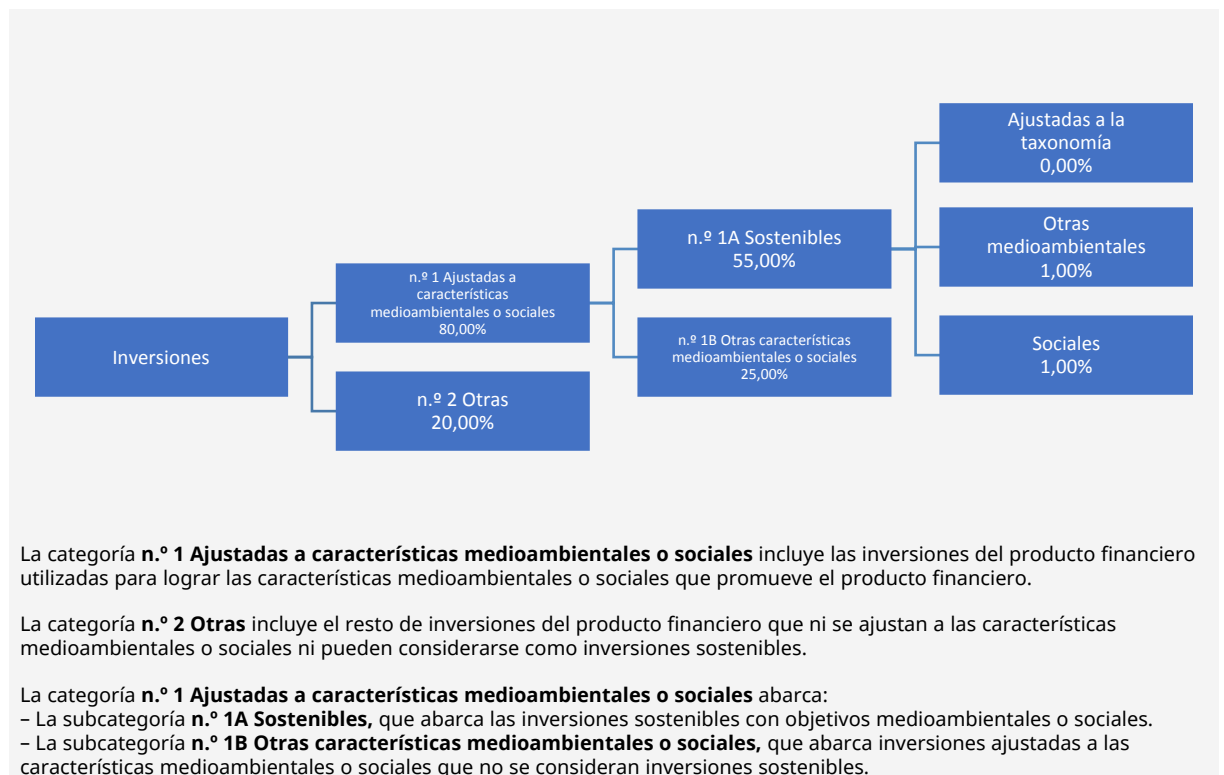 Inversiones
n.º 1 Ajustadas a
características
medioambientales o sociales
80,00%
n.º 2 Otras
20,00%
n.º 1A Sostenibles
55,00%
n.º 1B Otras características
medioambientales o sociales
25,00%
Ajustadas a la
taxonomía
0,00%
Otras
medioambientales
1,00%
Sociales
1,00%
La categoría n.º 1 Ajustadas a características medioambientales o sociales incluye las inversiones del producto financiero
utilizadas para lograr las características medioambientales o sociales que promueve el producto financiero.
La categoría n.º 2 Otras incluye el resto de inversiones del producto financiero que ni se ajustan a las características
medioambientales o sociales ni pueden considerarse como inversiones sostenibles.
La categoría n.º 1 Ajustadas a características medioambientales o sociales abarca:
– La subcategoría n.º 1A Sostenibles, que abarca las inversiones sostenibles con objetivos medioambientales o sociales.
– La subcategoría n.º 1B Otras características medioambientales o sociales, que abarca inversiones ajustadas a las
características medioambientales o sociales que no se consideran inversiones sostenibles.